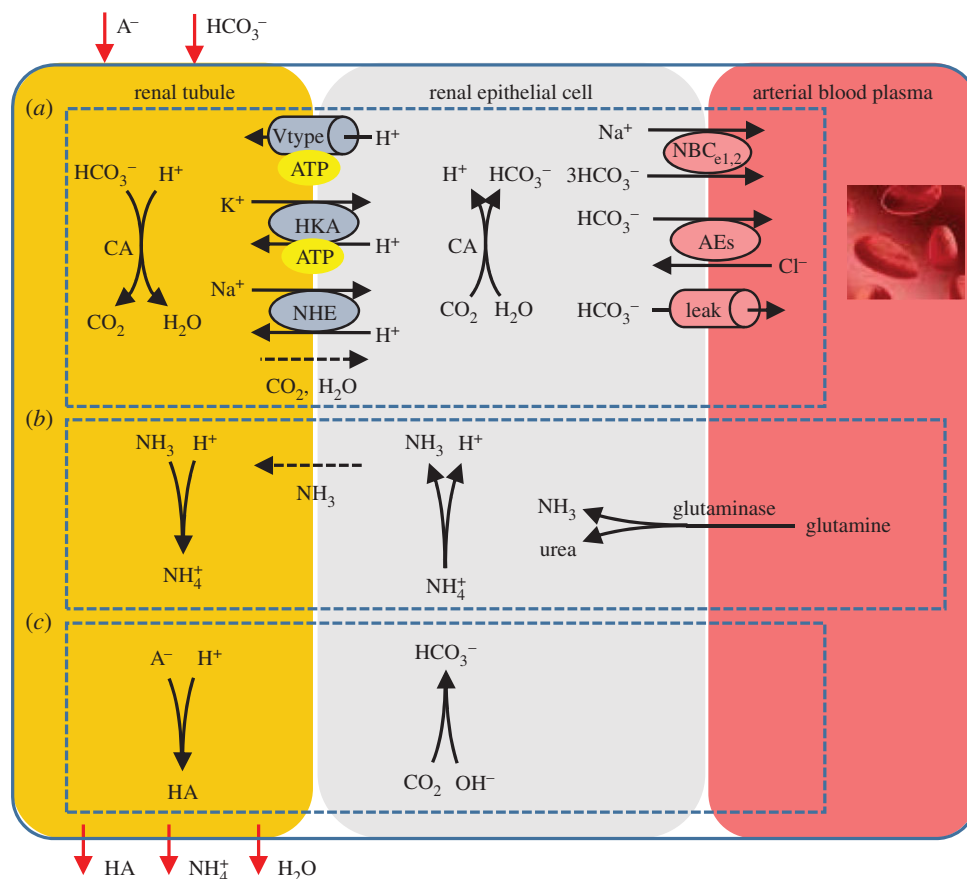 A⁻ HCO₃⁻
renal tubule renal epithelial cell arterial blood plasma
(a)
Vtype H⁺
ATP
HCO₃⁻ H⁺
CA
CO₂ H₂O
K⁺
HKA
H⁺
ATP
Na⁺
NHE
H⁺
CO₂, H₂O
H⁺ HCO₃⁻
CA
CO₂ H₂O
Na⁺
NBCₑ₁,₂
3HCO₃⁻
HCO₃⁻
AEs
Cl⁻
HCO₃⁻ leak
(b)
NH₃ H⁺
NH₄⁺
NH₃
NH₃ H⁺
NH₄⁺
NH₃
urea
glutaminase
glutamine
(c)
A⁻ H⁺
HA
HCO₃⁻
CO₂ OH⁻
HA NH₄⁺ H₂O